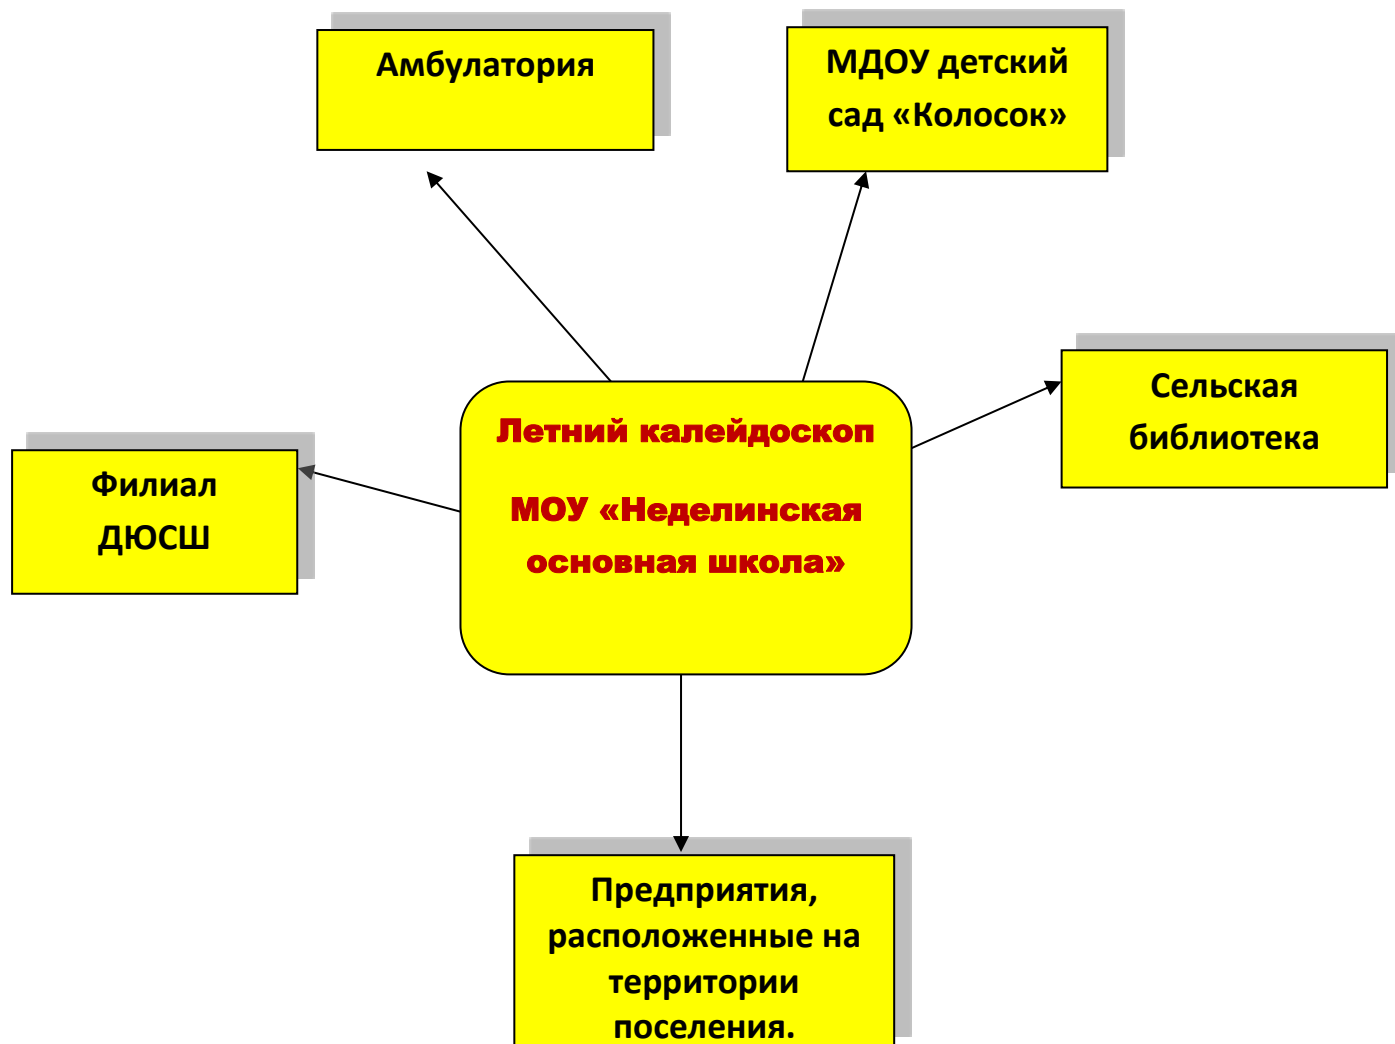 Амбулатория
МДОУ детский
сад «Колосок»
Сельская
библиотека
Летний калейдоскоп
МОУ «Неделинская
основная школа»
Филиал
ДЮСШ
Предприятия,
расположенные на
территории
поселения.